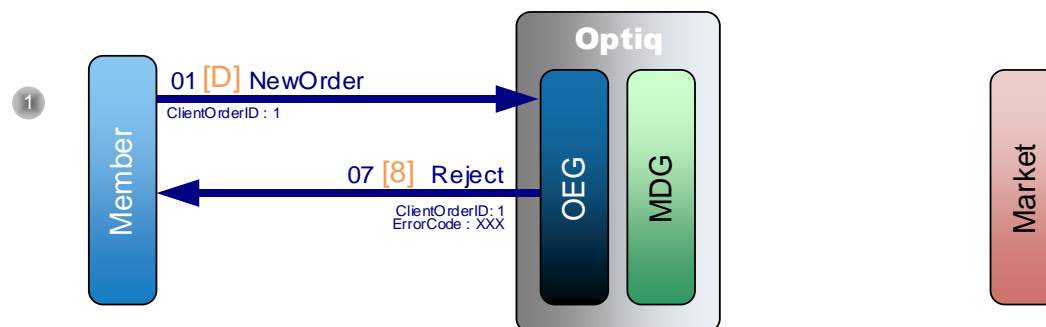 Optiq
1
01 [D] NewOrder
ClientOrderID : 1
Member
07 [8] Reject
ClientOrderID: 1
ErrorCode : XXX
OEG
MDG
Market